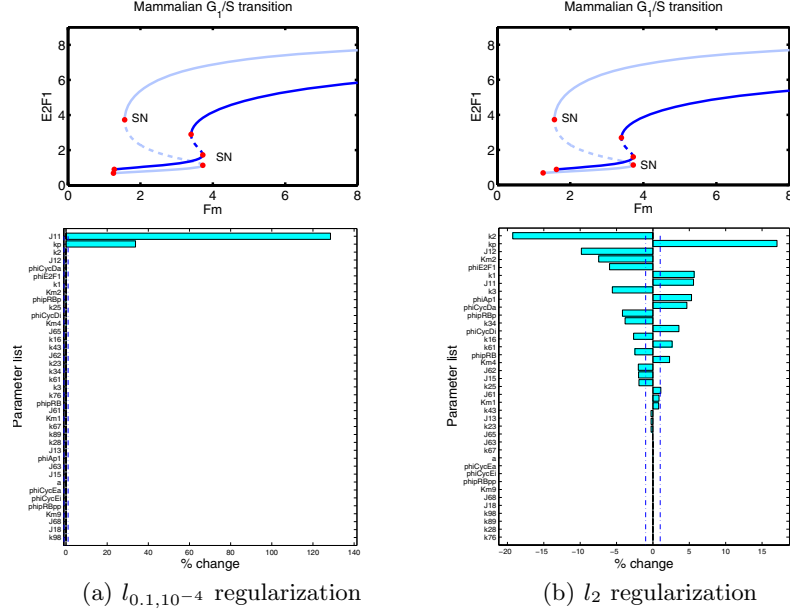 Mammalian G1/S transition
E2F1
8
6
4
2
0
SN
SN
0 2 4 6 8
Fm
Parameter list
J11
kp
k2
J12
phiCycDa
phiE2F1
k1
Km2
phipRBp
k25
phiCycDi
Km4
J65
k16
k43
J62
k23
k34
k61
k3
k76
phipRB
J61
Km1
k67
k89
k28
J13
phiAp1
J63
J15
a
phiCycEa
phiCycEi
phipRBpp
Km9
J68
J18
k98
0 20 40 60 80 100 120 140
% change
(a) l0.1,10−4 regularization
Mammalian G1/S transition
E2F1
8
6
4
2
0
SN
SN
0 2 4 6 8
Fm
Parameter list
k2
kp
J12
Km2
phiE2F1
k1
J11
k3
phiAp1
phiCycDa
phipRBp
k34
phiCycDi
k16
k61
phipRB
Km4
J62
J15
k25
J61
Km1
k43
J13
k23
J65
J63
k67
a
phiCycEa
phiCycEi
phipRBpp
Km9
J68
J18
k98
k89
k28
k76
−20 −15 −10 −5 0 5 10 15
% change
(b) l2 regularization